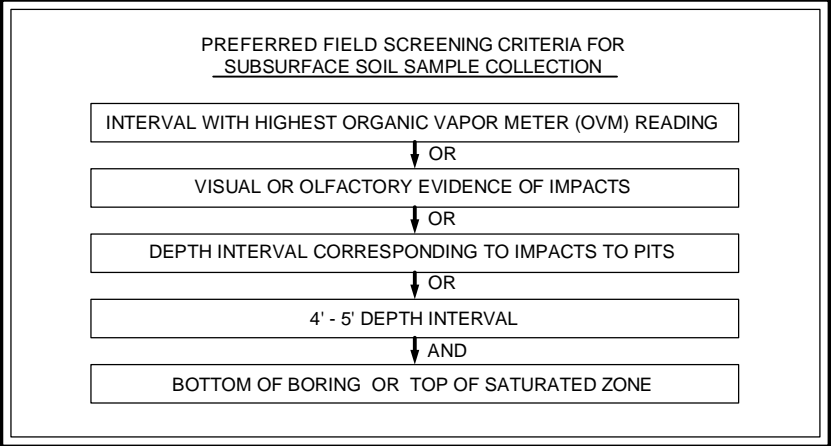 PREFERRED FIELD SCREENING CRITERIA FOR
SUBSURFACE SOIL SAMPLE COLLECTION
INTERVAL WITH HIGHEST ORGANIC VAPOR METER (OVM) READING
OR
VISUAL OR OLFACTORY EVIDENCE OF IMPACTS
OR
DEPTH INTERVAL CORRESPONDING TO IMPACTS TO PITS
OR
4' - 5' DEPTH INTERVAL
AND
BOTTOM OF BORING OR TOP OF SATURATED ZONE